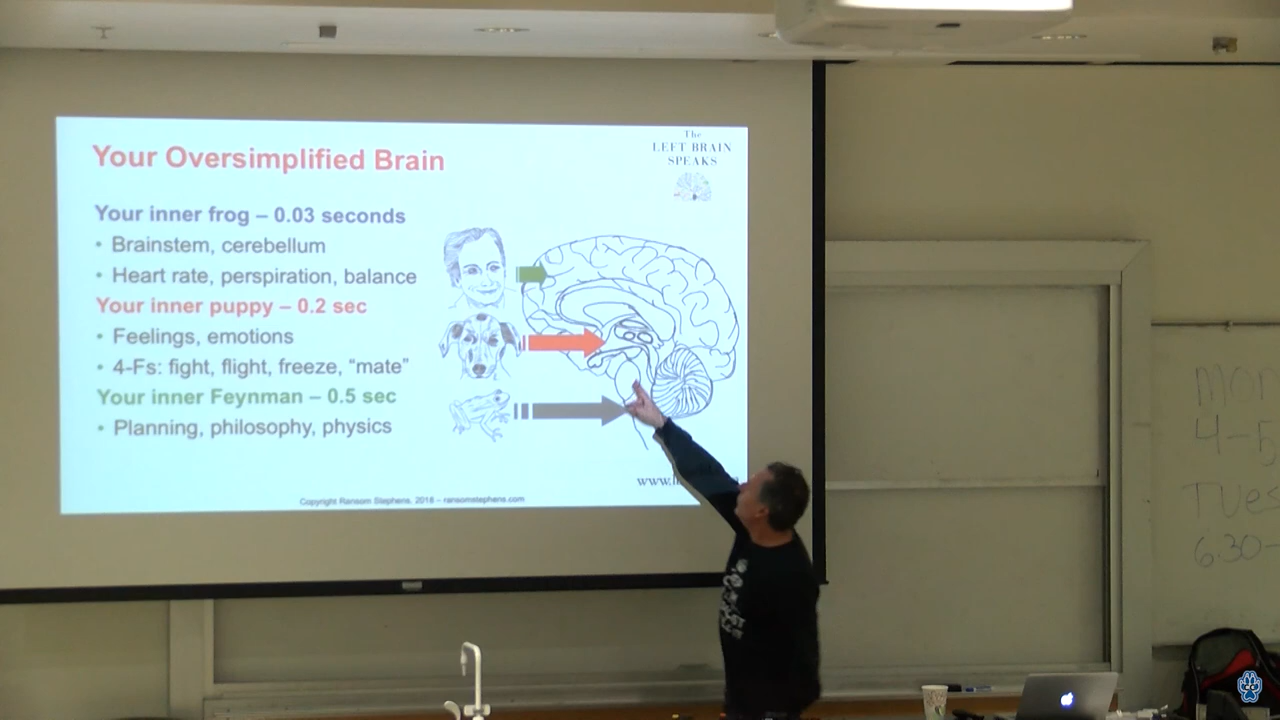 The
LEFT BRAIN
SPEAKS
Your Oversimplified Brain
Your inner frog – 0.03 seconds
• Brainstem, cerebellum
• Heart rate, perspiration, balance
Your inner puppy – 0.2 sec
• Feelings, emotions
• 4-Fs: fight, flight, freeze, “mate”
Your inner Feynman – 0.5 sec
• Planning, philosophy, physics
Copyright Ransom Stephens, 2016 – ransomstephens.com
MON
4-5
TUES
6:30-